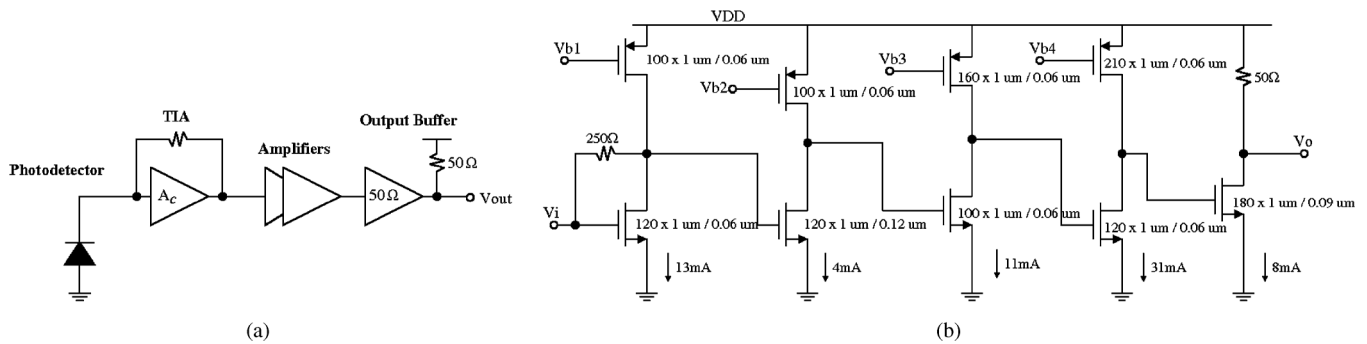 Photodetector
TIA
A_c
Amplifiers
Output Buffer
50Ω
50Ω
Vout
(a)
VDD
Vb1
100 x 1 um / 0.06 um
Vb2
100 x 1 um / 0.06 um
Vb3
160 x 1 um / 0.06 um
Vb4
210 x 1 um / 0.06 um
50Ω
250Ω
Vi
120 x 1 um / 0.06 um
120 x 1 um / 0.12 um
100 x 1 um / 0.06 um
120 x 1 um / 0.06 um
180 x 1 um / 0.09 um
Vo
13mA
4mA
11mA
31mA
8mA
(b)